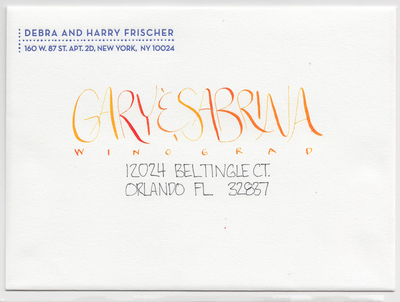 DEBRA AND HARRY FRISCHER
160 W. 87 ST. APT. 2D, NEW YORK, NY 10024
GARY & SABRINA
WINOGRAD
12024 BELTINGLE CT.
ORLANDO FL 32837